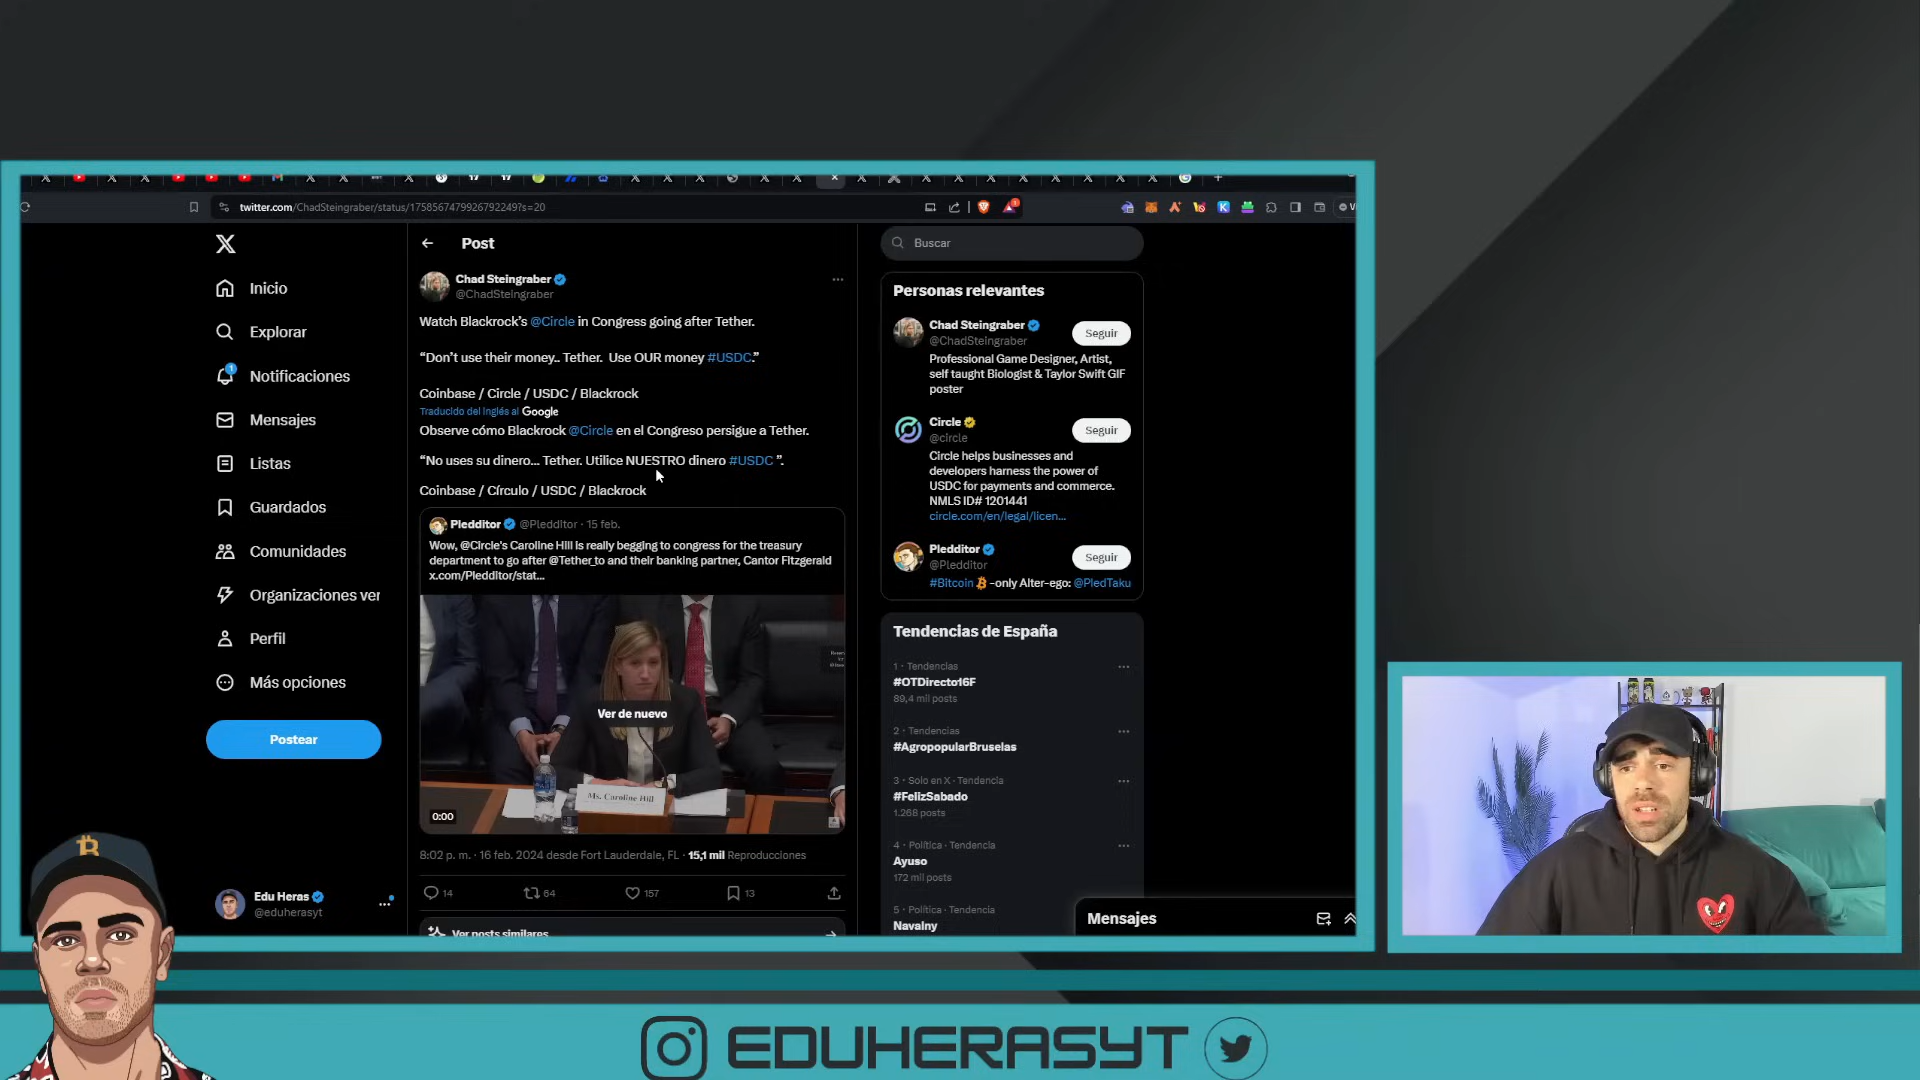 twitter.com/ChadSteingraber/status/1758567479926792249?s=20
Post
Inicio
Explorar
1
Notificaciones
Mensajes
Listas
Guardados
Comunidades
Organizaciones ver
Perfil
Más opciones
Postear
Edu Heras
@eduherasyt
Chad Steingraber
@ChadSteingraber
Watch Blackrock's @Circle in Congress going after Tether.
“Don't use their money.. Tether. Use OUR money #USDC.”
Coinbase / Circle / USDC / Blackrock
Traducido del inglés al Google
Observe cómo Blackrock @Circle en el Congreso persigue a Tether.
“No uses su dinero... Tether. Utilice NUESTRO dinero #USDC ”.
Coinbase / Círculo / USDC / Blackrock
Pledditor @Pledditor · 15 feb.
Wow, @Circle's Caroline Hill is really begging to congress for the treasury
department to go after @Tether_to and their banking partner, Cantor Fitzgerald
x.com/Pledditor/stat...
Ver de nuevo
Ms. Caroline Hill
0:00
8:02 p. m. · 16 feb. 2024 desde Fort Lauderdale, FL · 15,1 mil Reproducciones
14
64
157
13
Ver posts similares
Buscar
Personas relevantes
Chad Steingraber
@ChadSteingraber
Seguir
Professional Game Designer, Artist,
self taught Biologist & Taylor Swift GIF
poster
Circle
@circle
Seguir
Circle helps businesses and
developers harness the power of
USDC for payments and commerce.
NMLS ID# 1201441
circle.com/en/legal/licen...
Pledditor
@Pledditor
Seguir
#Bitcoin -only Alter-ego: @PledTaku
Tendencias de España
1 · Tendencias
#OTDirecto16F
89,4 mil posts
2 · Tendencias
#AgropopularBruselas
3 · Solo en X · Tendencia
#FelizSabado
1.268 posts
4 · Política · Tendencia
Ayuso
172 mil posts
5 · Política · Tendencia
Navalny
Mensajes
EDUHERASYT